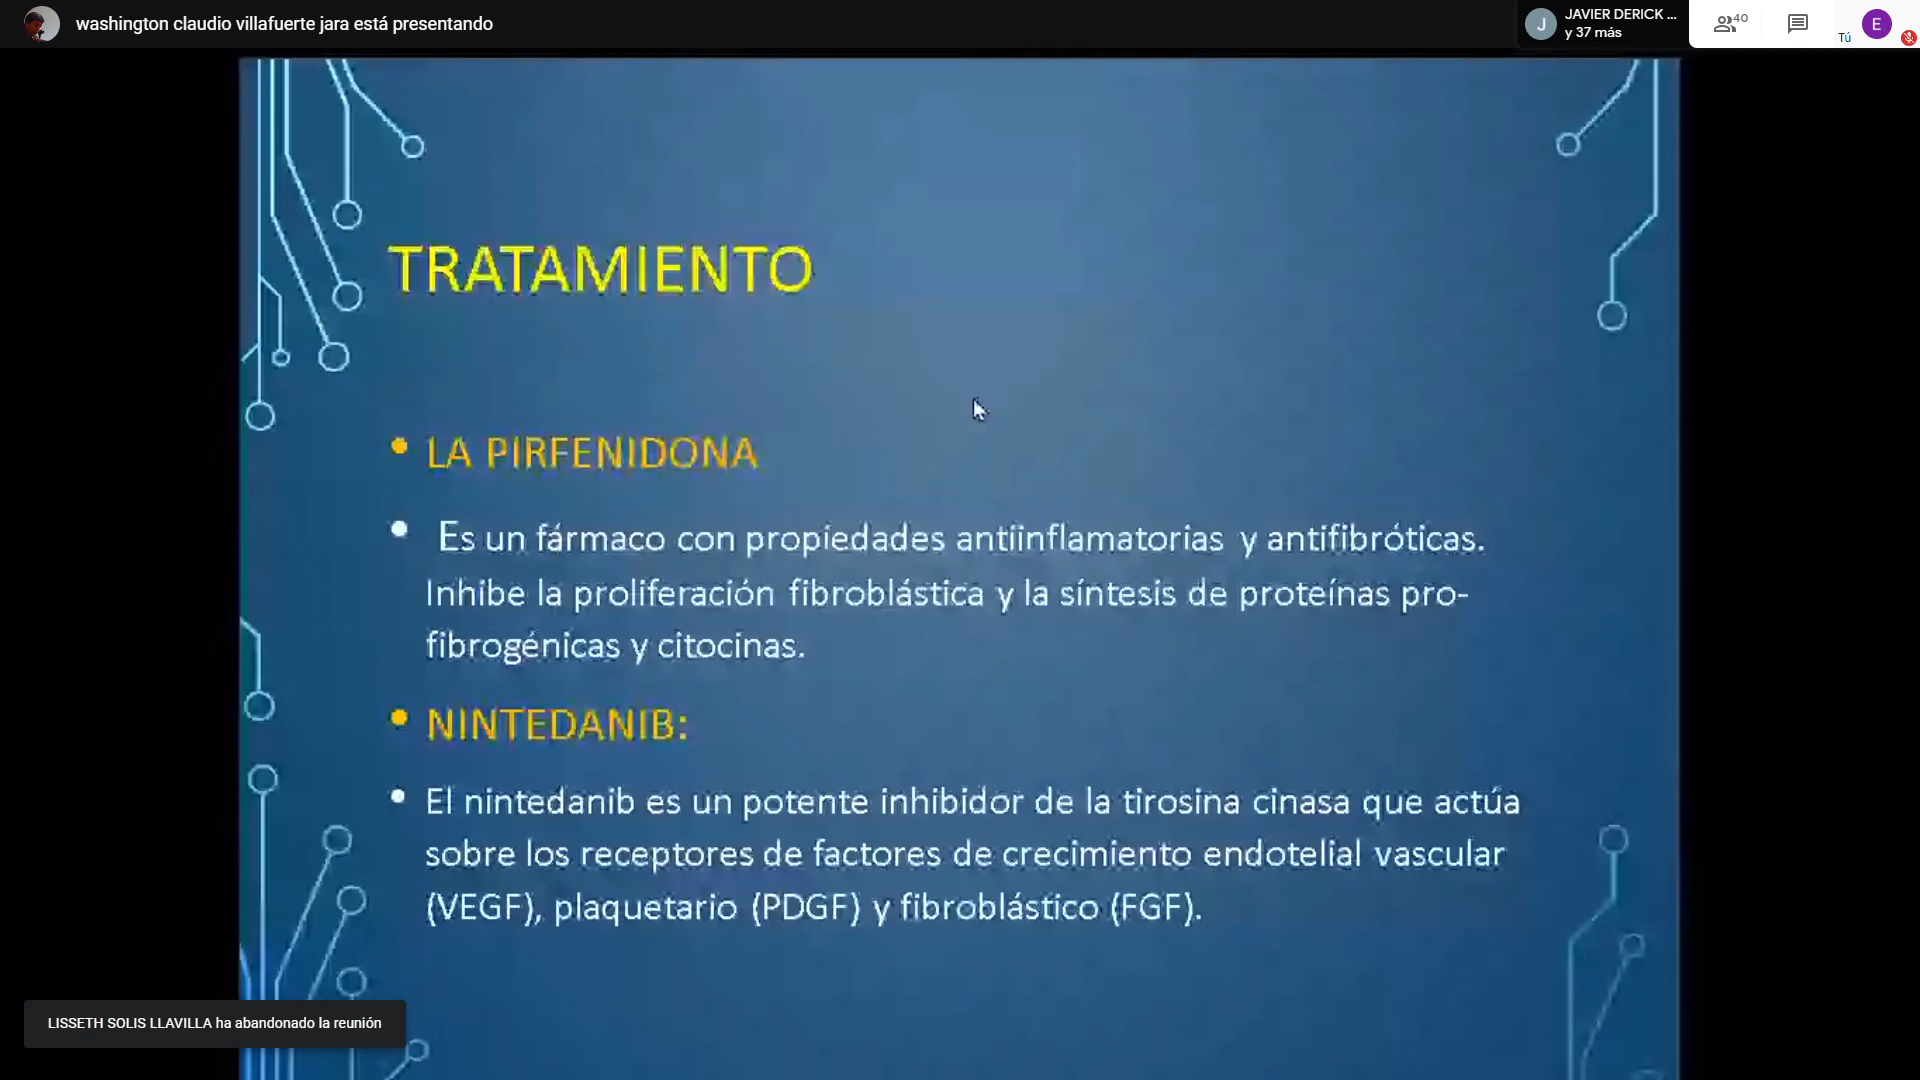 washington claudio villafuerte jara está presentando
J
JAVIER DERICK ...
y 37 más
40
Tú
E
TRATAMIENTO
• LA PIRFENIDONA
• Es un fármaco con propiedades antiinflamatorias y antifibróticas.
Inhibe la proliferación fibroblástica y la síntesis de proteínas pro-
fibrogénicas y citocinas.
• NINTEDANIB:
• El nintedanib es un potente inhibidor de la tirosina cinasa que actúa
sobre los receptores de factores de crecimiento endotelial vascular
(VEGF), plaquetario (PDGF) y fibroblástico (FGF).
LISSETH SOLIS LLAVILLA ha abandonado la reunión